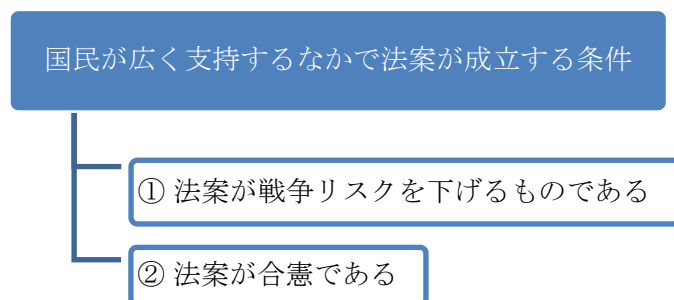 国民が広く支持するなかで法案が成立する条件
① 法案が戦争リスクを下げるものである
② 法案が合憲である